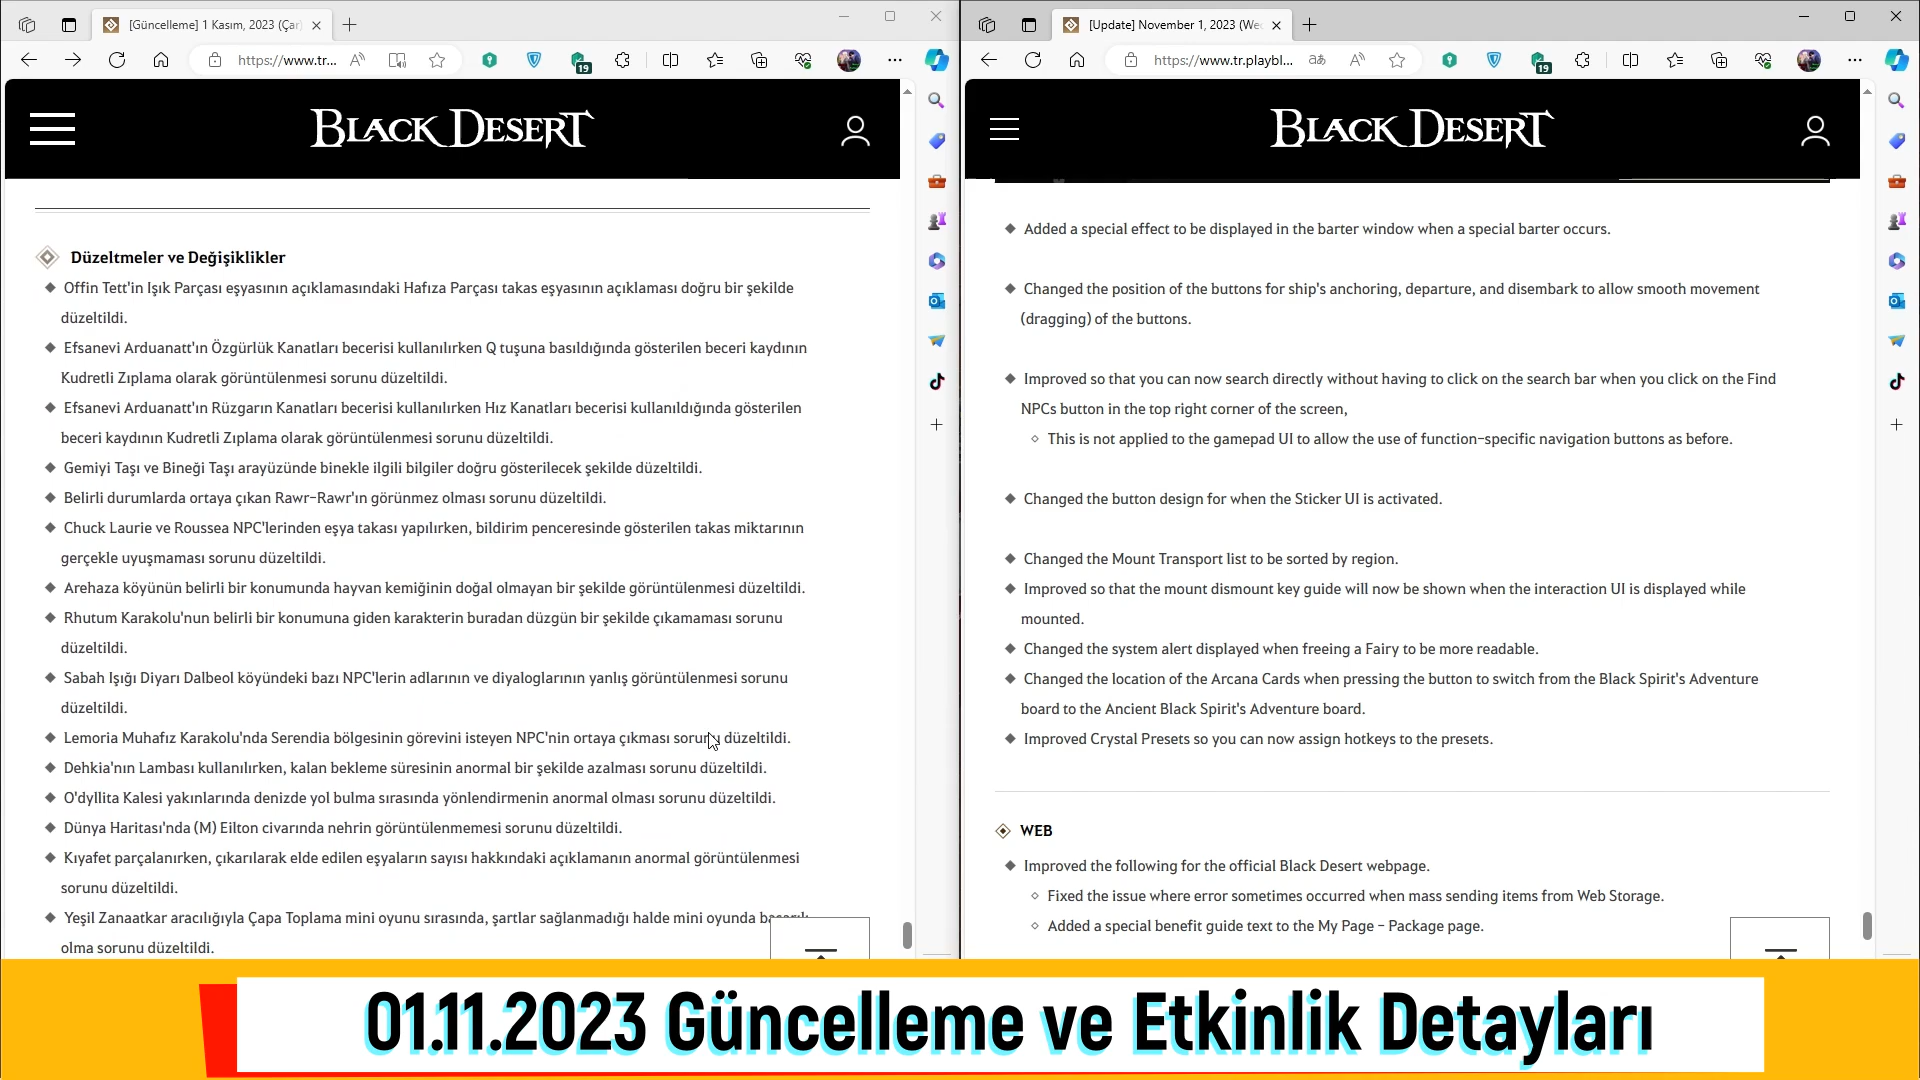 [Güncelleme] 1 Kasım, 2023 (Çar
https://www.tr...
19
BLACK DESERT
Düzeltmeler ve Değişiklikler
Offin Tett'in Işık Parçası eşyasının açıklamasındaki Hafıza Parçası takas eşyasının açıklaması doğru bir şekilde
düzeltildi.
Efsanevi Arduanatt'ın Özgürlük Kanatları becerisi kullanılırken Q tuşuna basıldığında gösterilen beceri kaydının
Kudretli Zıplama olarak görüntülenmesi sorunu düzeltildi.
Efsanevi Arduanatt'ın Rüzgarın Kanatları becerisi kullanılırken Hız Kanatları becerisi kullanıldığında gösterilen
beceri kaydının Kudretli Zıplama olarak görüntülenmesi sorunu düzeltildi.
Gemiyi Taşı ve Bineği Taşı arayüzünde binekle ilgili bilgiler doğru gösterilecek şekilde düzeltildi.
Belirli durumlarda ortaya çıkan Rawr-Rawr'ın görünmez olması sorunu düzeltildi.
Chuck Laurie ve Roussea NPC'lerinden eşya takası yapılırken, bildirim penceresinde gösterilen takas miktarının
gerçekle uyuşmaması sorunu düzeltildi.
Arehaza köyünün belirli bir konumunda hayvan kemiğinin doğal olmayan bir şekilde görüntülenmesi düzeltildi.
Rhutum Karakolu'nun belirli bir konumuna giden karakterin buradan düzgün bir şekilde çıkamaması sorunu
düzeltildi.
Sabah Işığı Diyarı Dalbeol köyündeki bazı NPC'lerin adlarının ve diyaloglarının yanlış görüntülenmesi sorunu
düzeltildi.
Lemoria Muhafız Karakolu'nda Serendia bölgesinin görevini isteyen NPC'nin ortaya çıkması sorunu düzeltildi.
Dehkia'nın Lambası kullanılırken, kalan bekleme süresinin anormal bir şekilde azalması sorunu düzeltildi.
O'dyllita Kalesi yakınlarında denizde yol bulma sırasında yönlendirmenin anormal olması sorunu düzeltildi.
Dünya Haritası'nda (M) Eilton civarında nehrin görüntülenmemesi sorunu düzeltildi.
Kıyafet parçalanırken, çıkarılarak elde edilen eşyaların sayısı hakkındaki açıklamanın anormal görüntülenmesi
sorunu düzeltildi.
Yeşil Zanaatkar aracılığıyla Çapa Toplama mini oyunu sırasında, şartlar sağlanmadığı halde mini oyunda
olma sorunu düzeltildi.
[Update] November 1, 2023 (We
https://www.tr.playbl...
19
BLACK DESERT
Added a special effect to be displayed in the barter window when a special barter occurs.
Changed the position of the buttons for ship's anchoring, departure, and disembark to allow smooth movement
(dragging) of the buttons.
Improved so that you can now search directly without having to click on the search bar when you click on the Find
NPCs button in the top right corner of the screen,
This is not applied to the gamepad UI to allow the use of function-specific navigation buttons as before.
Changed the button design for when the Sticker UI is activated.
Changed the Mount Transport list to be sorted by region.
Improved so that the mount dismount key guide will now be shown when the interaction UI is displayed while
mounted.
Changed the system alert displayed when freeing a Fairy to be more readable.
Changed the location of the Arcana Cards when pressing the button to switch from the Black Spirit's Adventure
board to the Ancient Black Spirit's Adventure board.
Improved Crystal Presets so you can now assign hotkeys to the presets.
WEB
Improved the following for the official Black Desert webpage.
Fixed the issue where error sometimes occurred when mass sending items from Web Storage.
Added a special benefit guide text to the My Page - Package page.
01.11.2023 Güncelleme ve Etkinlik Detayları